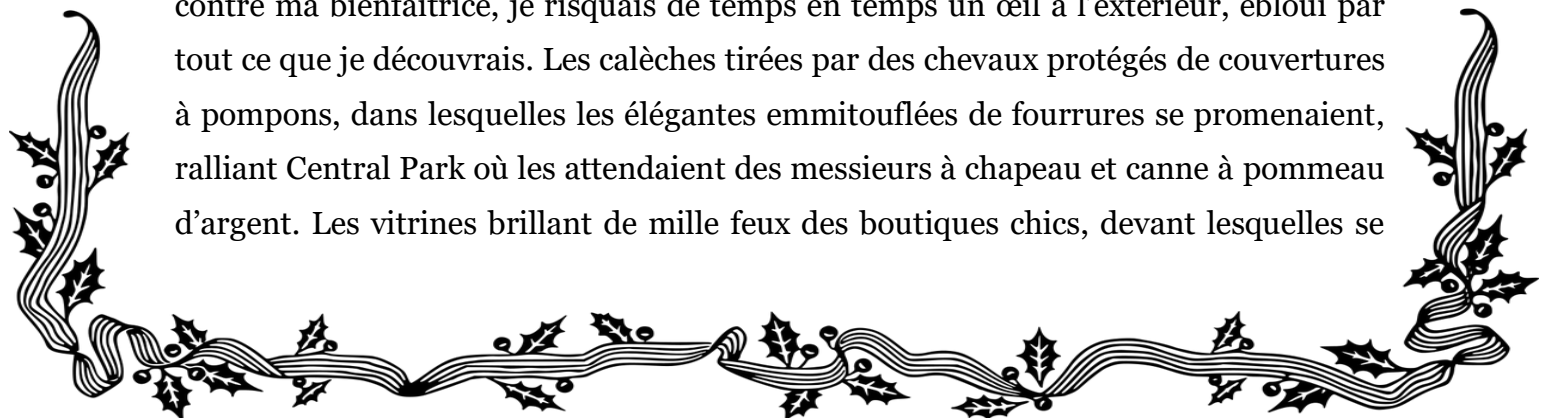 contre ma bienfaitrice, je risquais de temps en temps un œil à l’extérieur, ébloui par
tout ce que je découvrais. Les calèches tirées par des chevaux protégés de couvertures
à pompons, dans lesquelles les élégantes emmitouflées de fourrures se promenaient,
ralliant Central Park où les attendaient des messieurs à chapeau et canne à pommeau
d’argent. Les vitrines brillant de mille feux des boutiques chics, devant lesquelles se